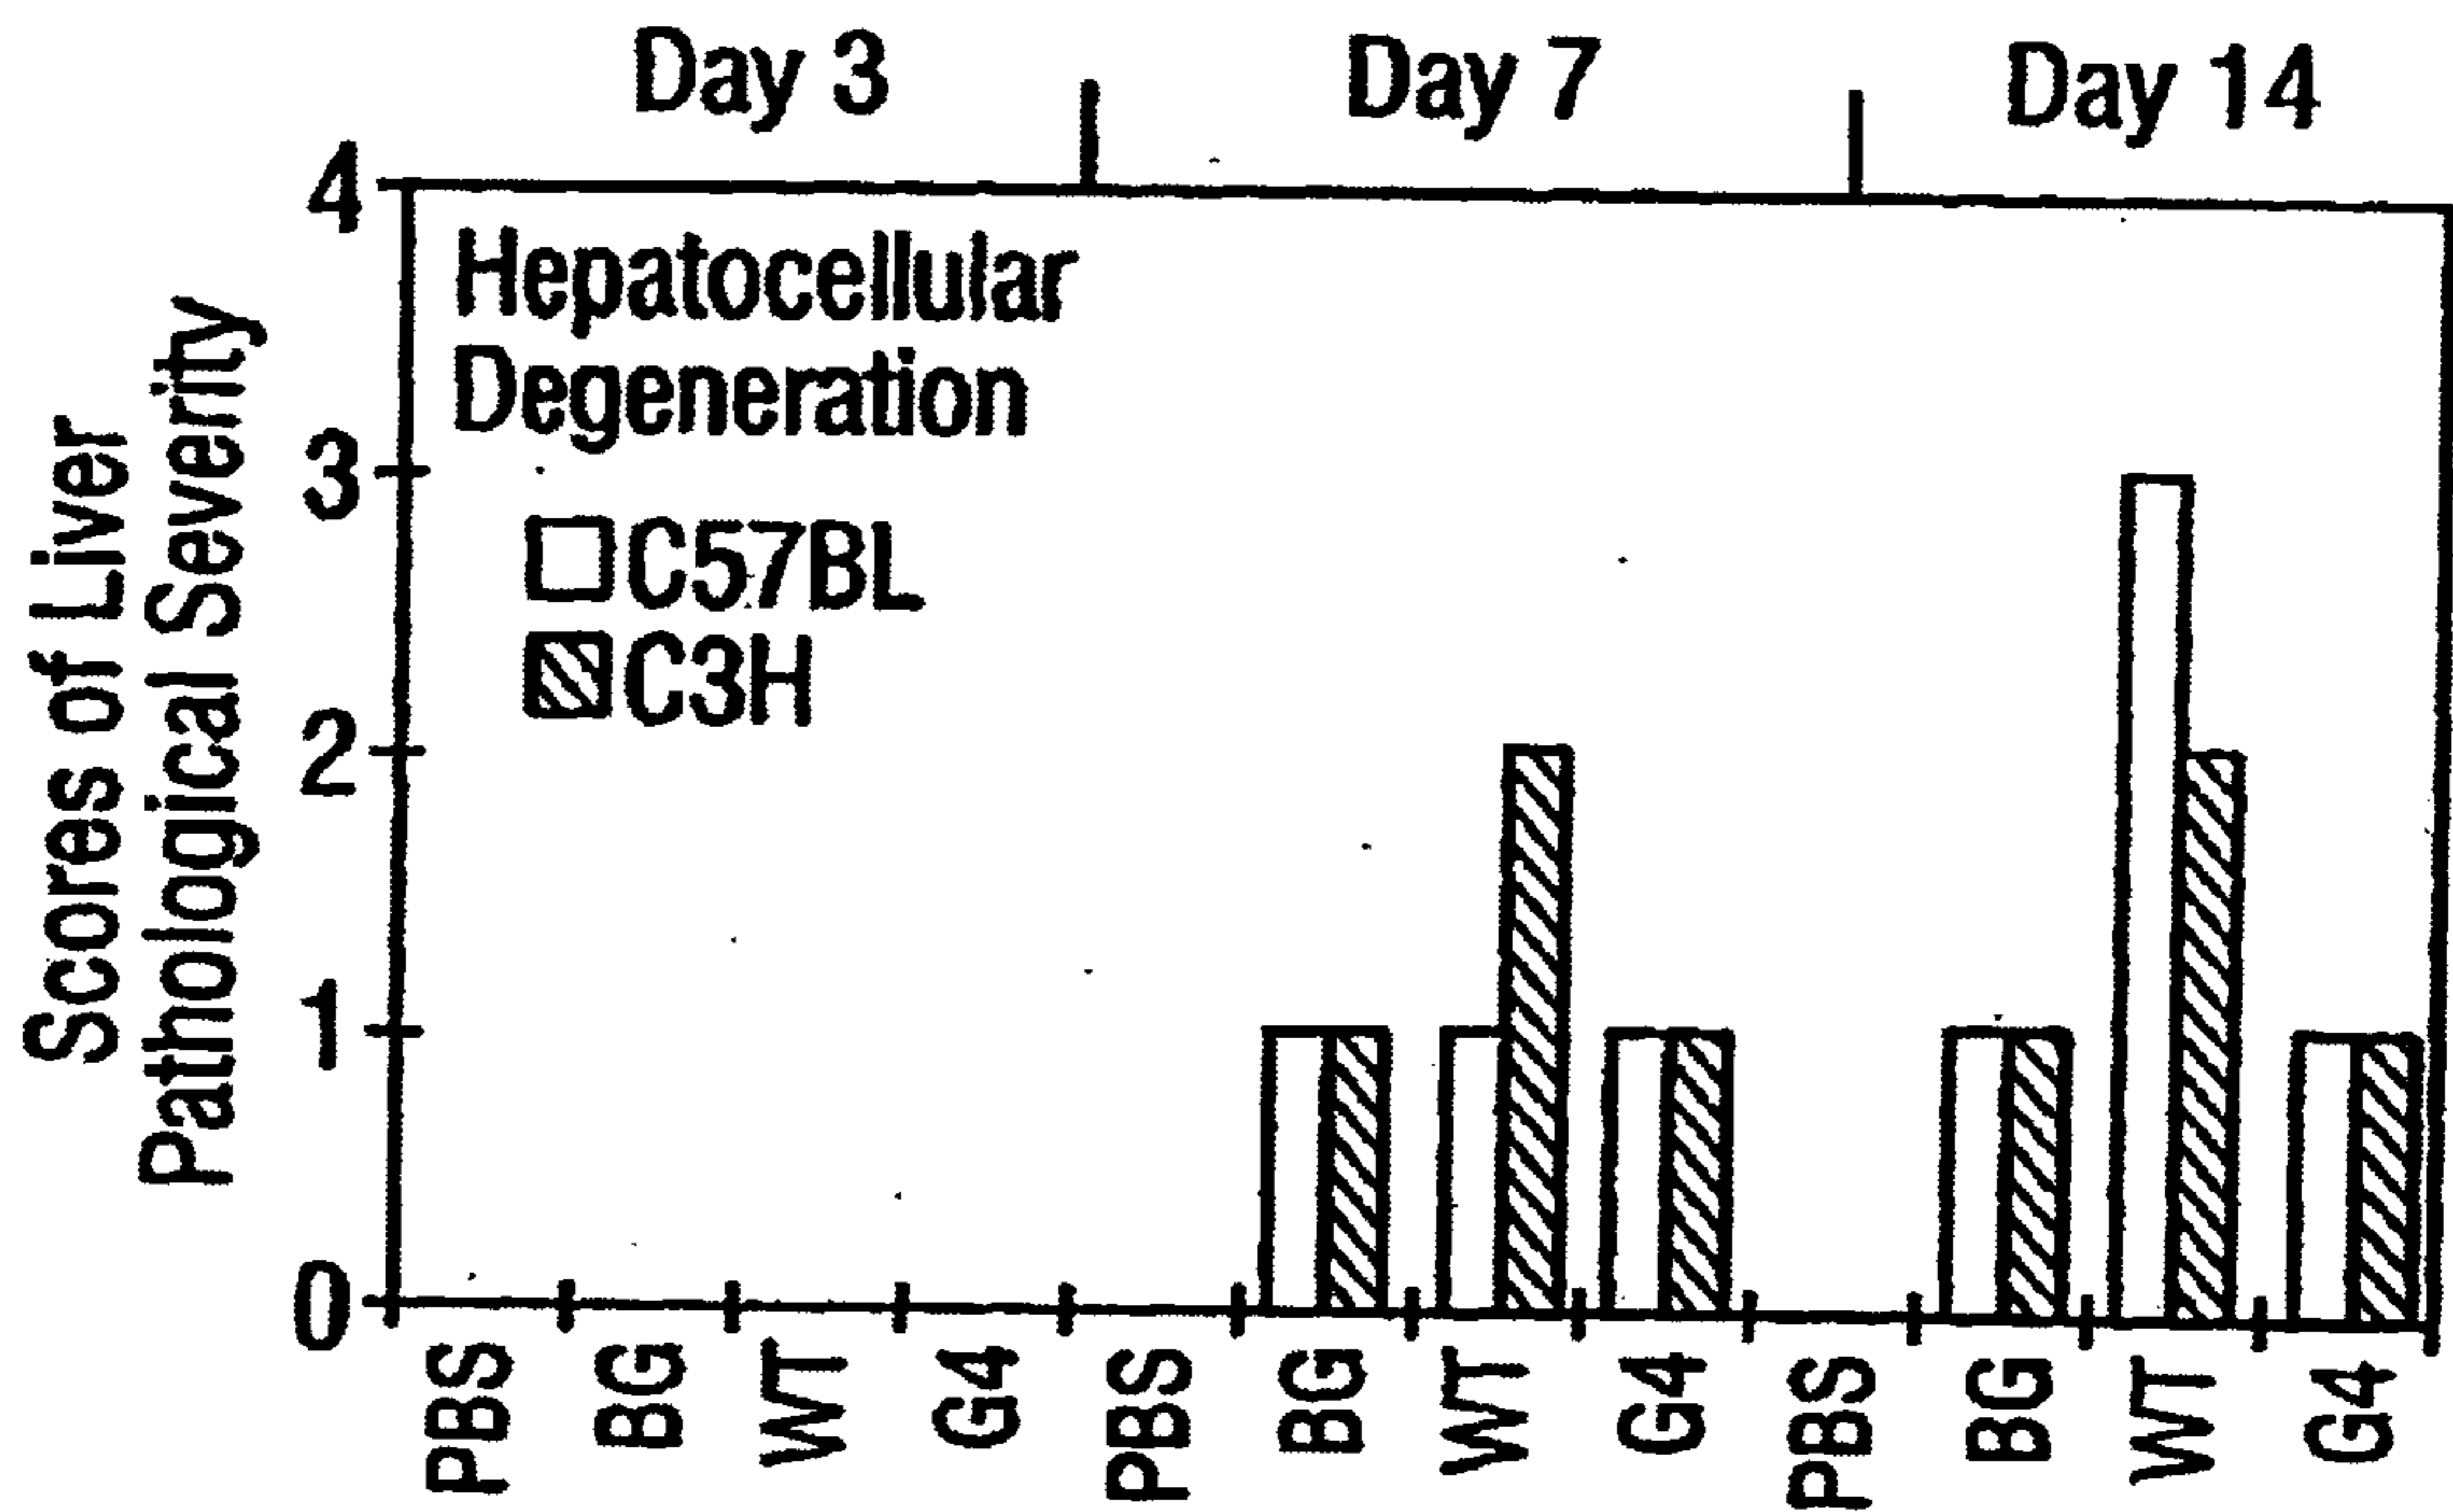 Day 3
Day 7
Day 14
Scores of Liver
Pathological Severity
4
3
2
1
0
Hepatocellular
Degeneration
C57BL
C3H
PBS
BG
WT
G4
PBS
BG
WT
G4
PBS
BG
WT
G4